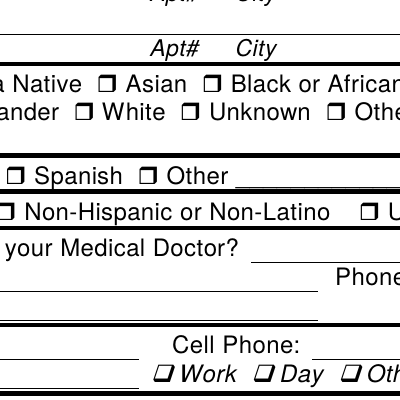 Apt# City
Apt# City
a Native ❒ Asian ❒ Black or African
ander ❒ White ❒ Unknown ❒ Othe
❒ Spanish ❒ Other
❒ Non-Hispanic or Non-Latino ❒ U
your Medical Doctor?
Phone
Cell Phone:
❑ Work ❑ Day ❑ Oth